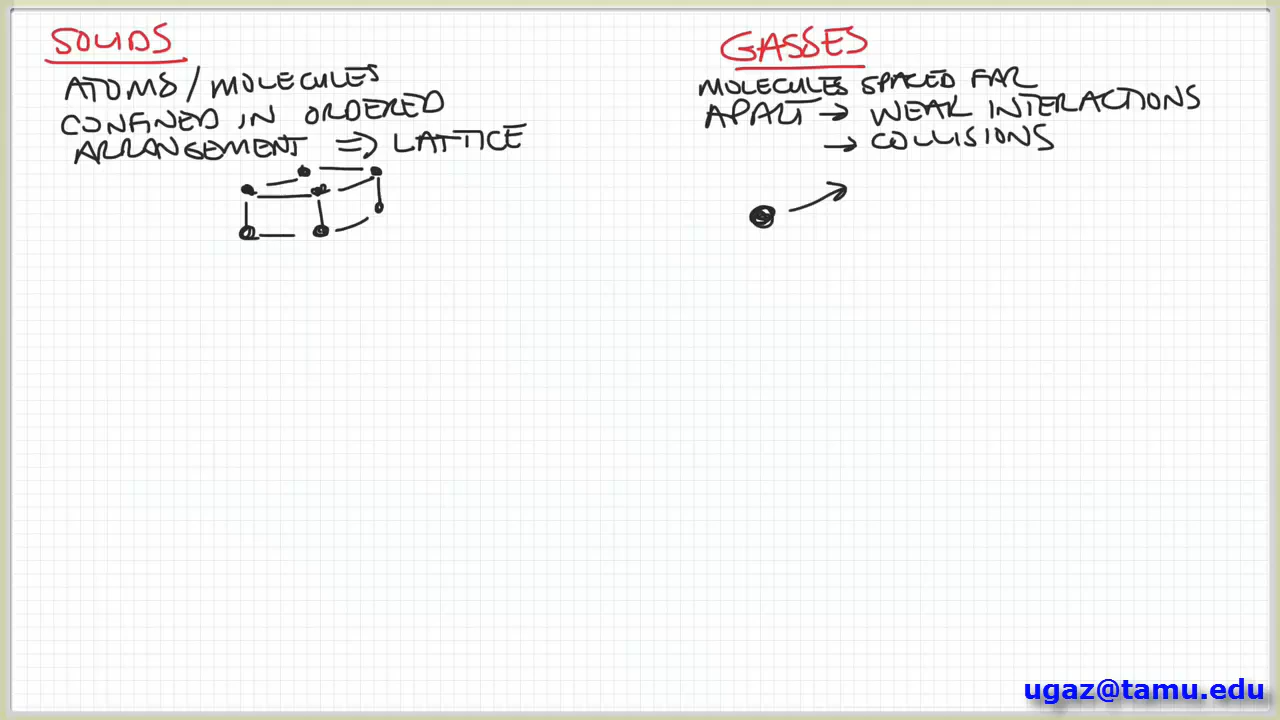 SOLIDS
ATOMS / MOLECULES
CONFINED IN ORDERED
ARRANGEMENT ⇒ LATTICE
GASSES
MOLECULES SPACED FAR
APART → WEAK INTERACTIONS
→ COLLISIONS
ugaz@tamu.edu